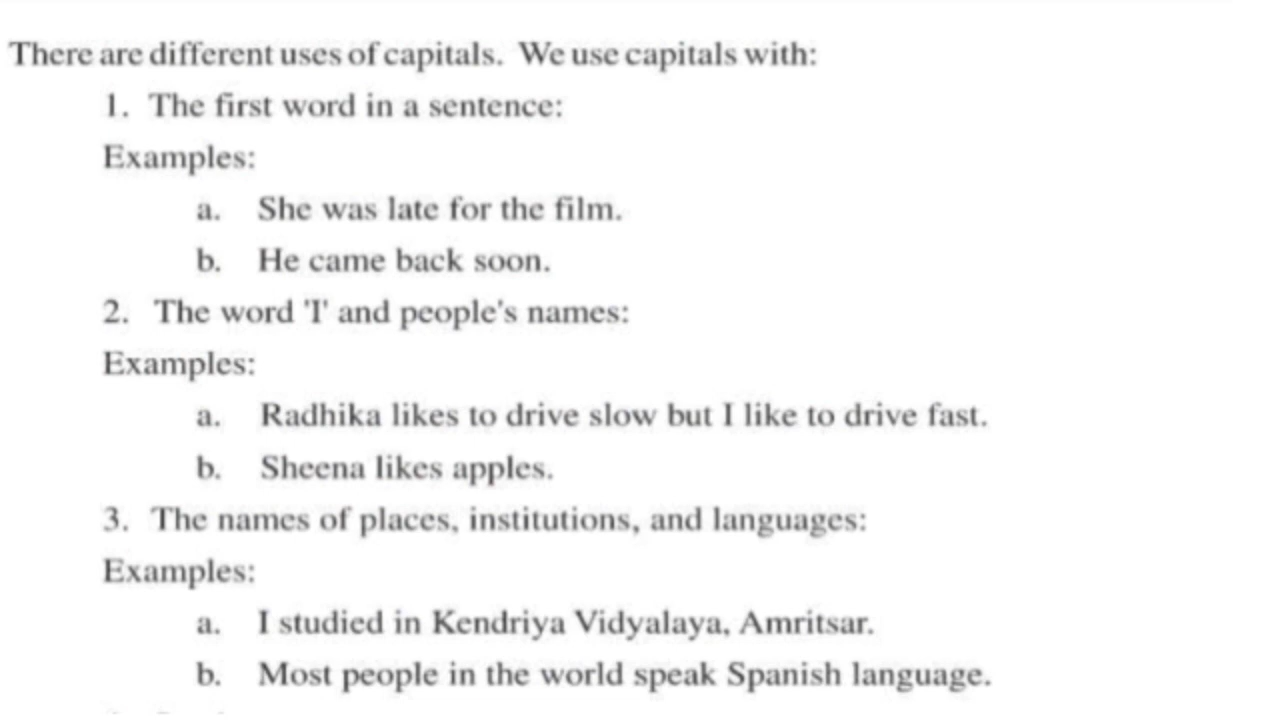 There are different uses of capitals. We use capitals with:
1. The first word in a sentence:
Examples:
a. She was late for the film.
b. He came back soon.
2. The word 'I' and people's names:
Examples:
a. Radhika likes to drive slow but I like to drive fast.
b. Sheena likes apples.
3. The names of places, institutions, and languages:
Examples:
a. I studied in Kendriya Vidyalaya, Amritsar.
b. Most people in the world speak Spanish language.